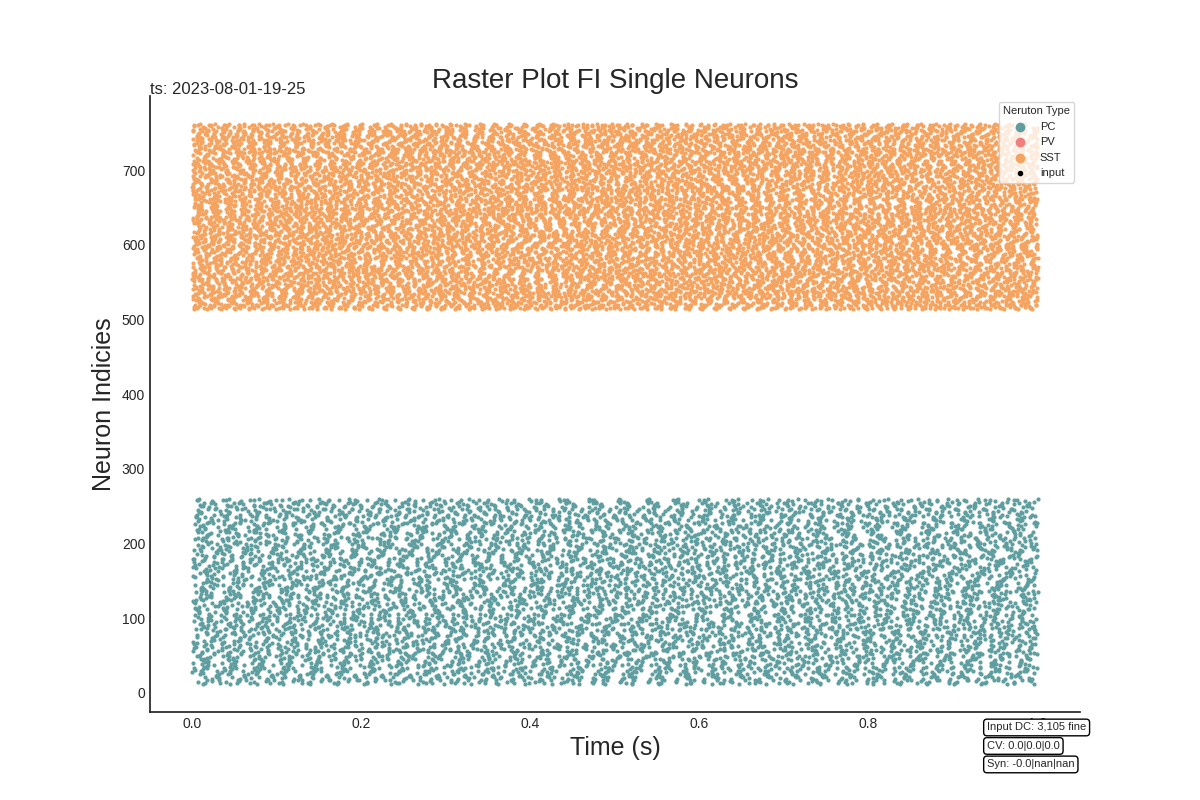 Raster Plot FI Single Neurons
ts: 2023-08-01-19-25
Neruton Type
PC
PV
SST
input
Neuron Indicies
700
600
500
400
300
200
100
0
0.0 0.2 0.4 0.6 0.8
Time (s)
Input DC: 3,105 fine
CV: 0.0|0.0|0.0
Syn: -0.0|nan|nan